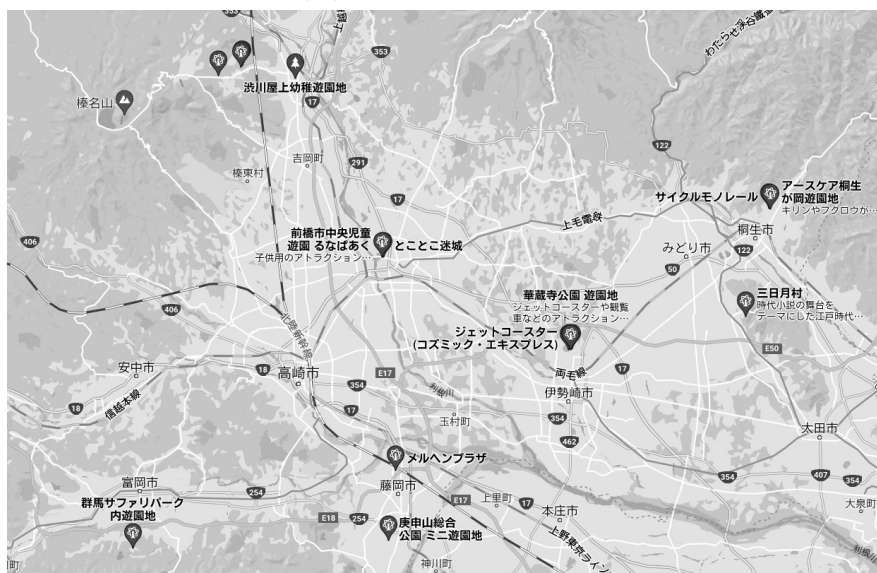 353
353
上越
わたらせ渓谷鐵
渋川屋上幼稚遊園地
17
榛名山
122
吉岡町
291
榛東村
17
サイクルモノレール
アースケア桐生
が岡遊園地
キリンやフクロウが…
上毛電鉄
桐生市
406
前橋市中央児童
遊園 るなぱあく
子供用のアトラクション…
とことこ迷城
みどり市
122
50
華蔵寺公園 遊園地
ジェットコースターや観覧
車などのアトラクション…
三日月村
時代小説の舞台を
テーマにした江戸時代…
406
北陸新幹線
ジェットコースター
(コズミック・エキスプレス)
E50
安中市
18
高崎市
E17
354
両毛線
17
利根川
伊勢崎市
18
信越本線
17
玉村町
354
太田市
462
メルヘンプラザ
354
407
354
富岡市
254
藤岡市
E17
上里町
17
大泉町
群馬サファリパーク
内遊園地
E18
254
庚申山総合
公園 ミニ遊園地
本庄市
上野東京ライン
利根川
神川町
町